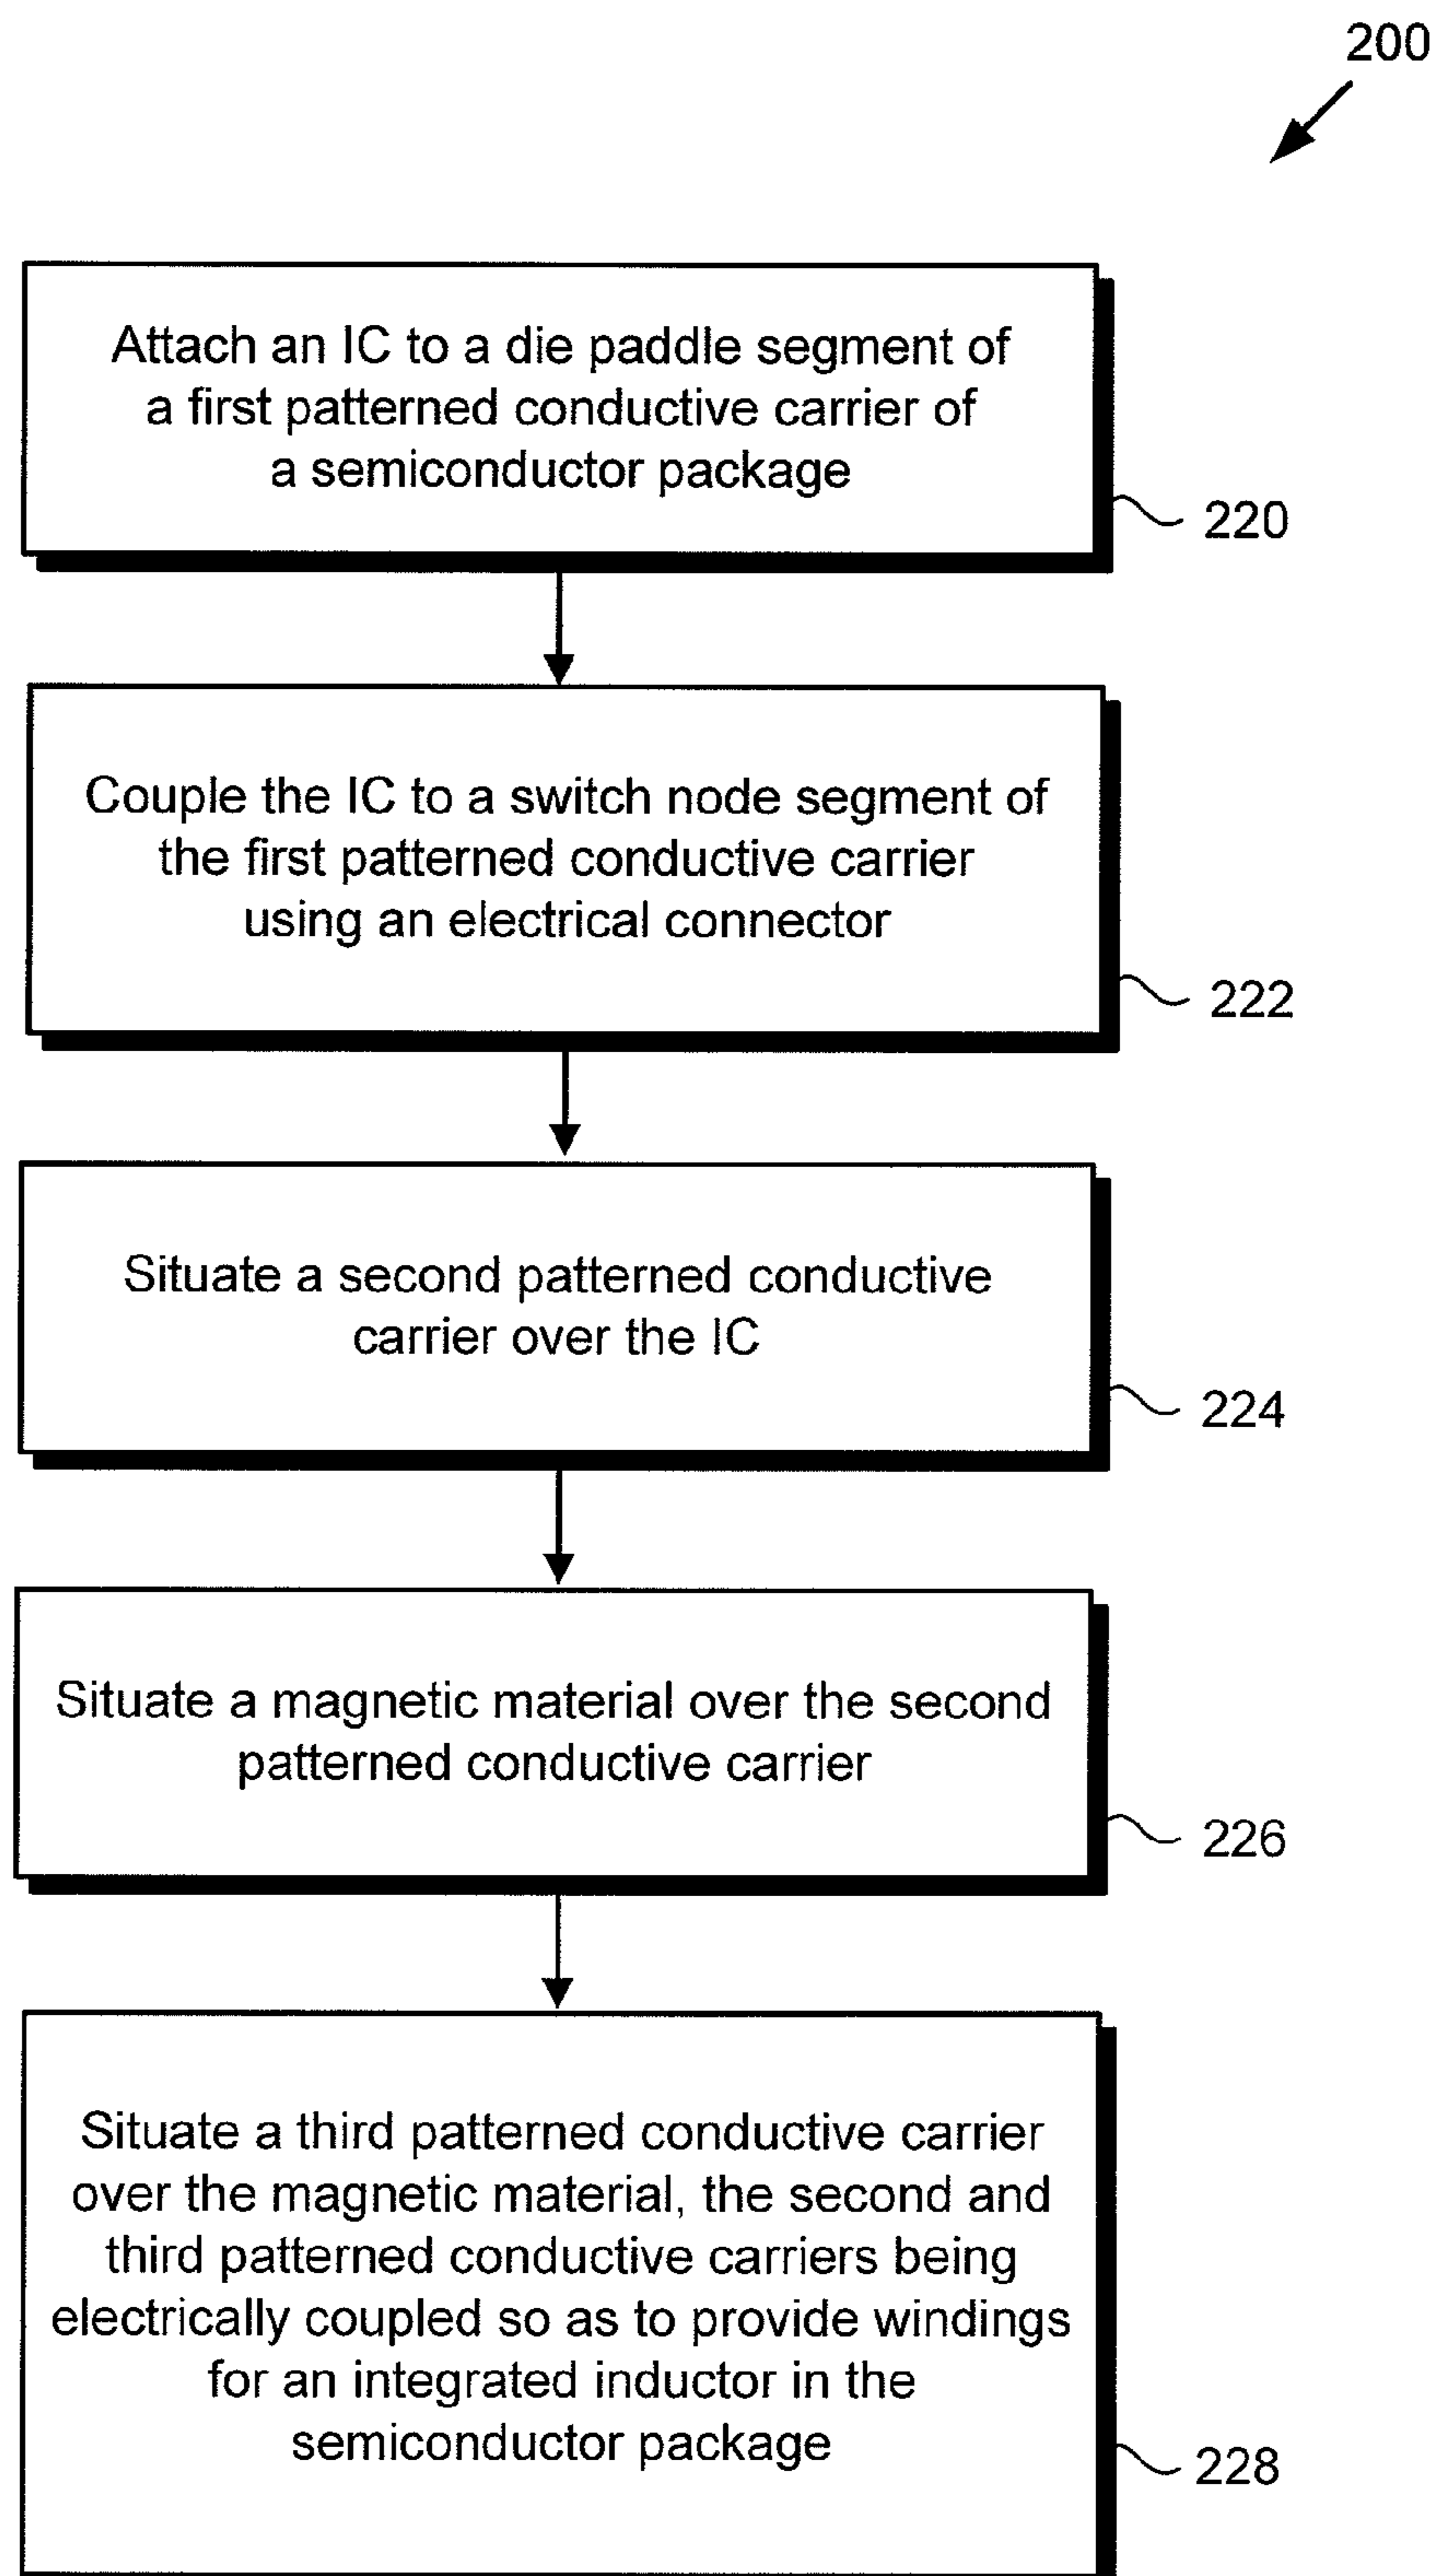 200
Attach an IC to a die paddle segment of
a first patterned conductive carrier of
a semiconductor package
220
Couple the IC to a switch node segment of
the first patterned conductive carrier
using an electrical connector
222
Situate a second patterned conductive
carrier over the IC
224
Situate a magnetic material over the second
patterned conductive carrier
226
Situate a third patterned conductive carrier
over the magnetic material, the second and
third patterned conductive carriers being
electrically coupled so as to provide windings
for an integrated inductor in the
semiconductor package
228